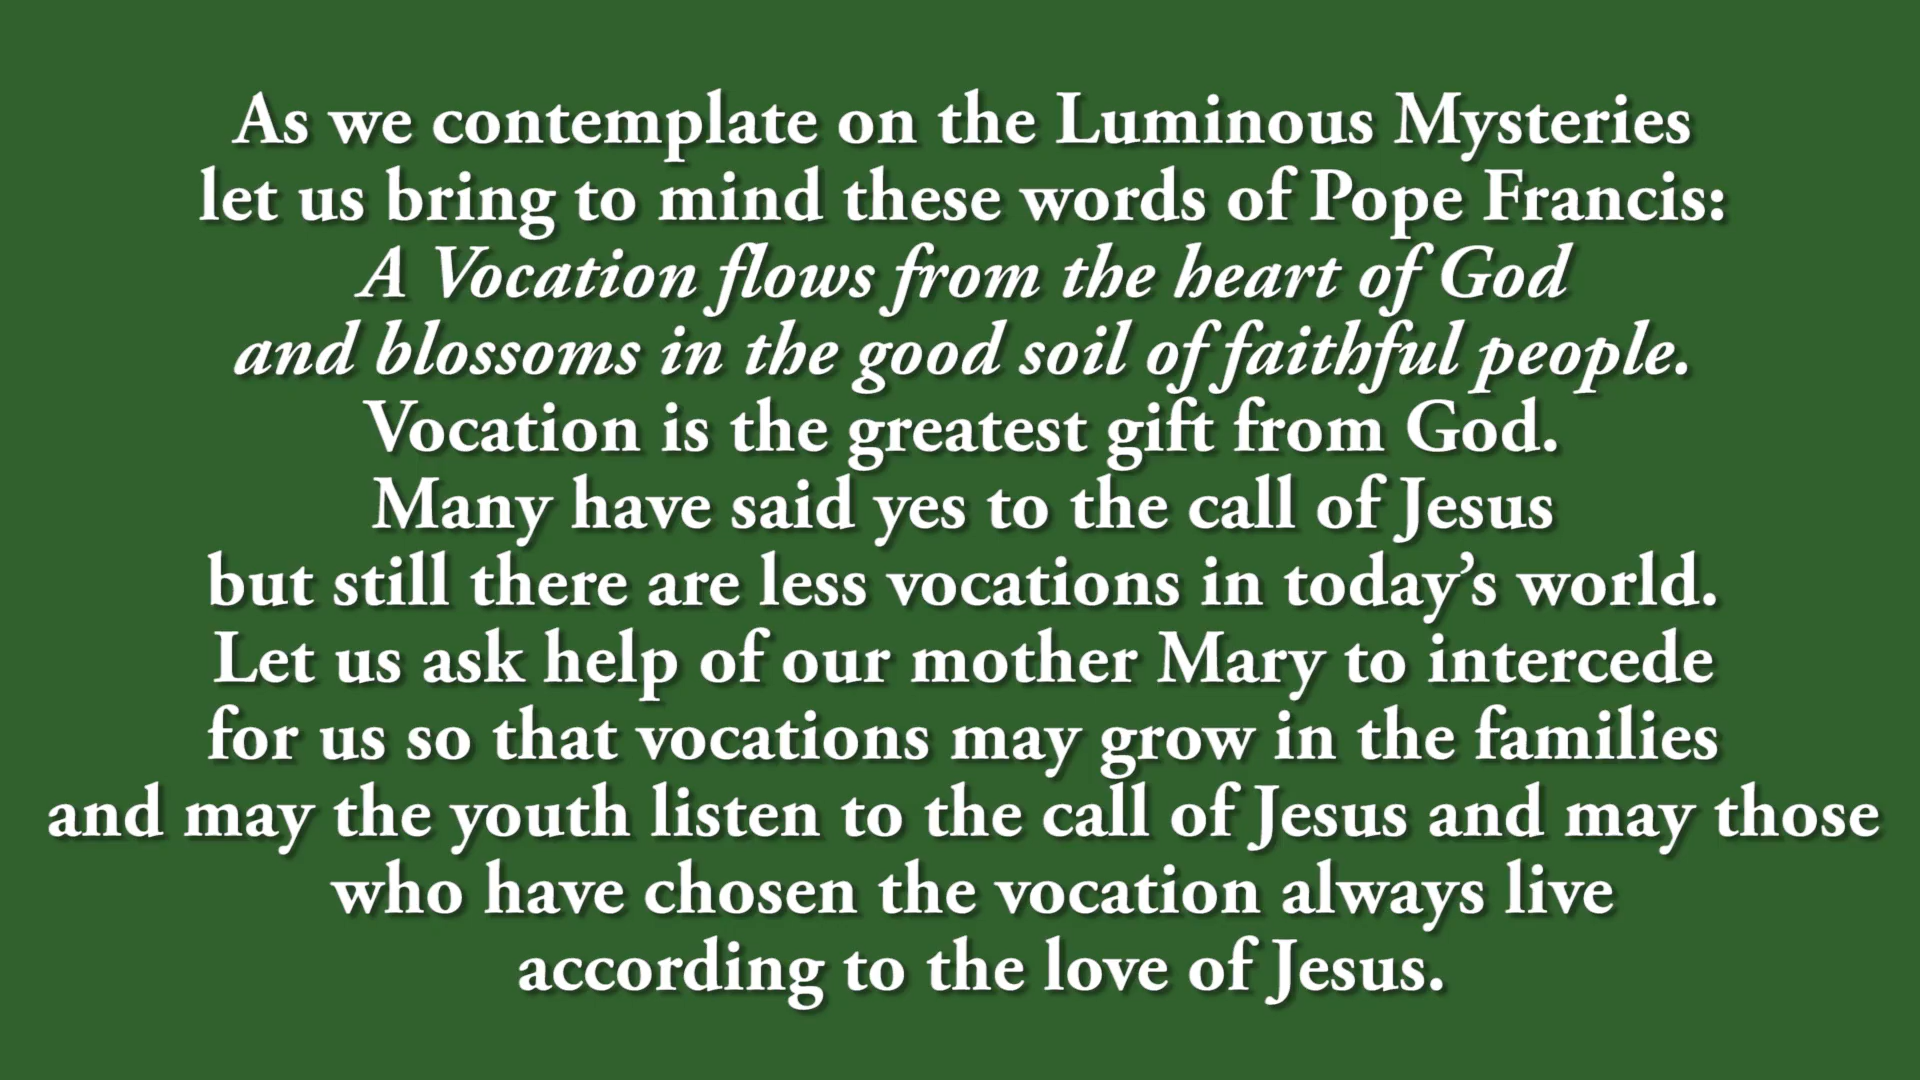 As we contemplate on the Luminous Mysteries
let us bring to mind these words of Pope Francis:
A Vocation flows from the heart of God
and blossoms in the good soil of faithful people.
Vocation is the greatest gift from God.
Many have said yes to the call of Jesus
but still there are less vocations in today’s world.
Let us ask help of our mother Mary to intercede
for us so that vocations may grow in the families
and may the youth listen to the call of Jesus and may those
who have chosen the vocation always live
according to the love of Jesus.